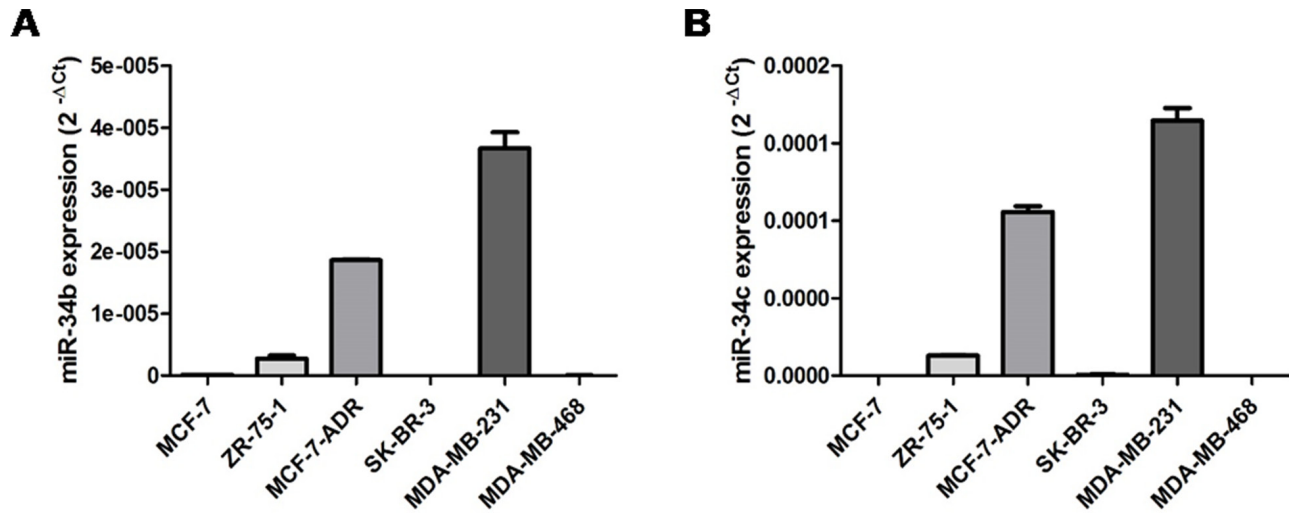 A
miR-34b expression (2 -ΔCt)
5e-005
4e-005
3e-005
2e-005
1e-005
0
MCF-7
ZR-75-1
MCF-7-ADR
SK-BR-3
MDA-MB-231
MDA-MB-468
B
miR-34c expression (2 -ΔCt)
0.0002
0.0001
0.0001
0.0000
0.0000
MCF-7
ZR-75-1
MCF-7-ADR
SK-BR-3
MDA-MB-231
MDA-MB-468